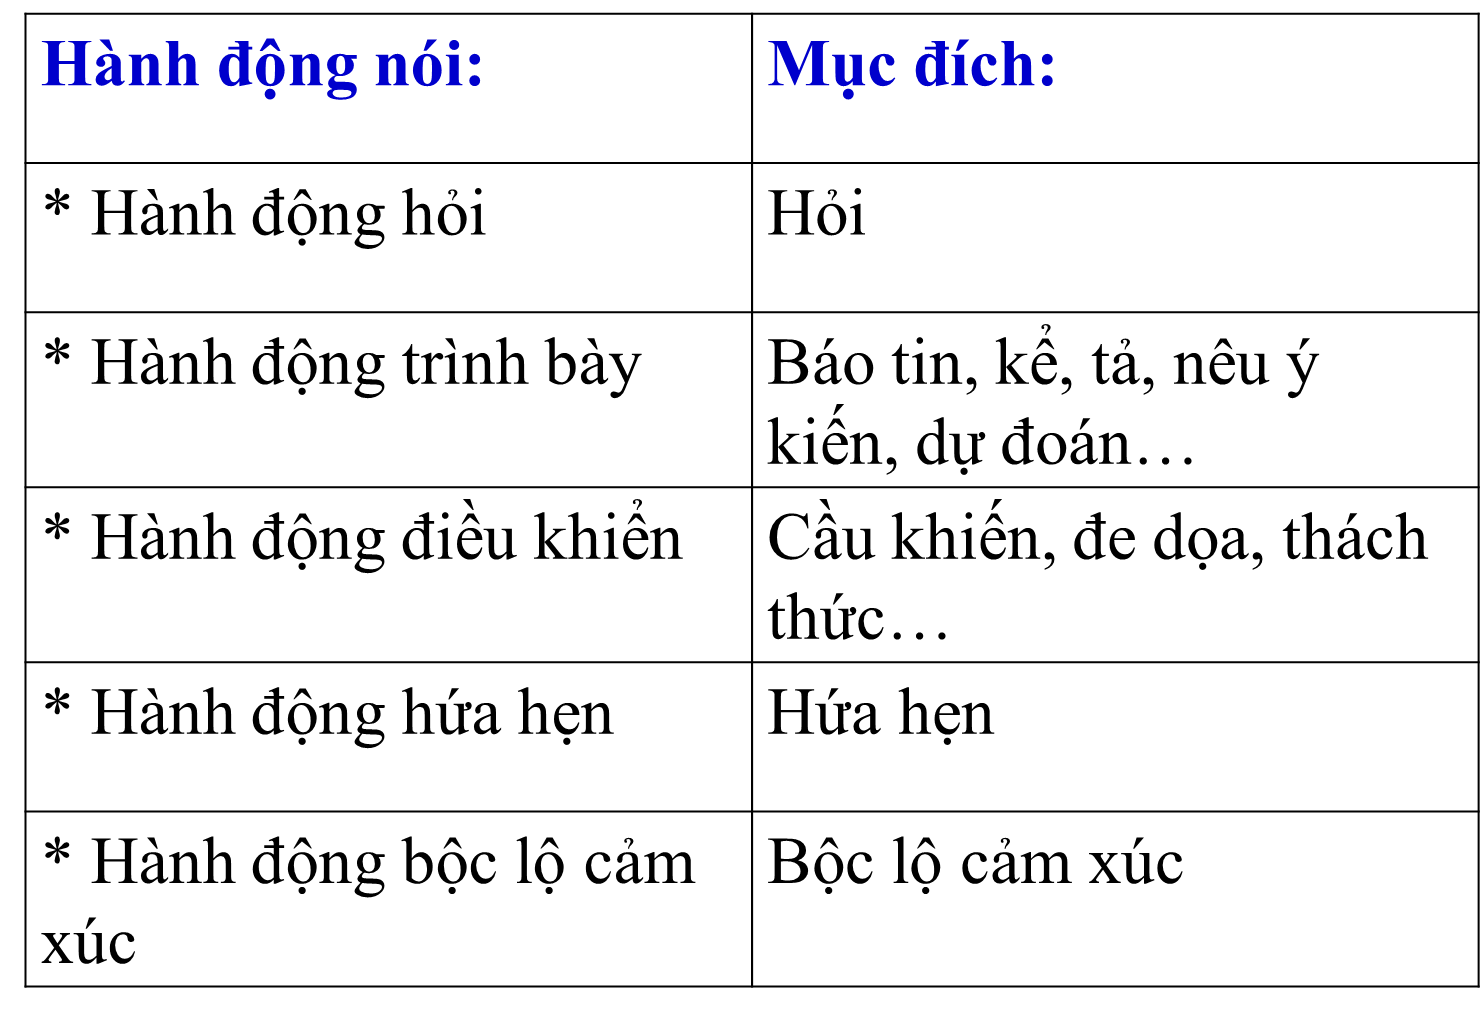 Hành động nói:
Mục đích:
* Hành động hỏi
Hỏi
* Hành động trình bày
Báo tin, kể, tả, nêu ý
kiến, dự đoán…
* Hành động điều khiển
Cầu khiến, đe dọa, thách
thức…
* Hành động hứa hẹn
Hứa hẹn
* Hành động bộc lộ cảm
xúc
Bộc lộ cảm xúc